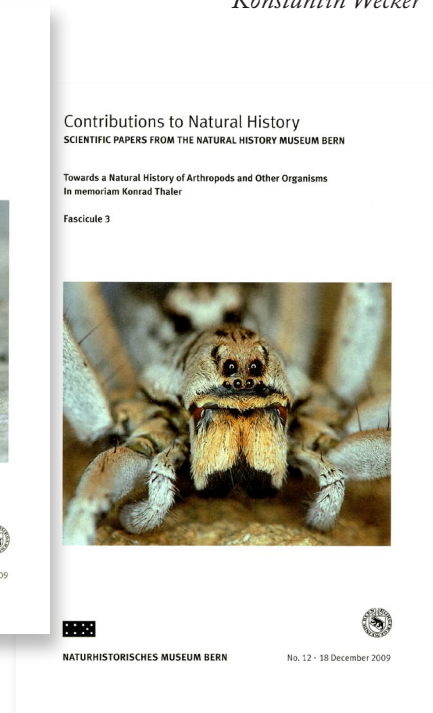 Konstantin Wecker
Contributions to Natural History
SCIENTIFIC PAPERS FROM THE NATURAL HISTORY MUSEUM BERN
Towards a Natural History of Arthropods and Other Organisms
In memoriam Konrad Thaler
Fascicule 3
09
NATURHISTORISCHES MUSEUM BERN
No. 12 - 18 December 2009